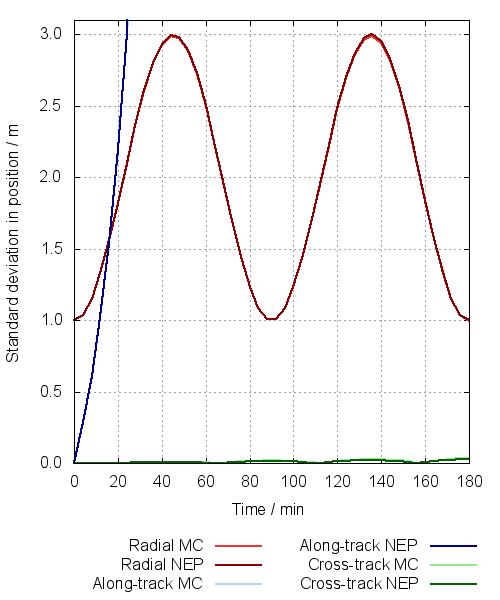 3.0
2.5
2.0
1.5
1.0
0.5
0.0
Standard deviation in position / m
0 20 40 60 80 100 120 140 160 180
Time / min
Radial MC
Radial NEP
Along-track MC
Along-track NEP
Cross-track MC
Cross-track NEP